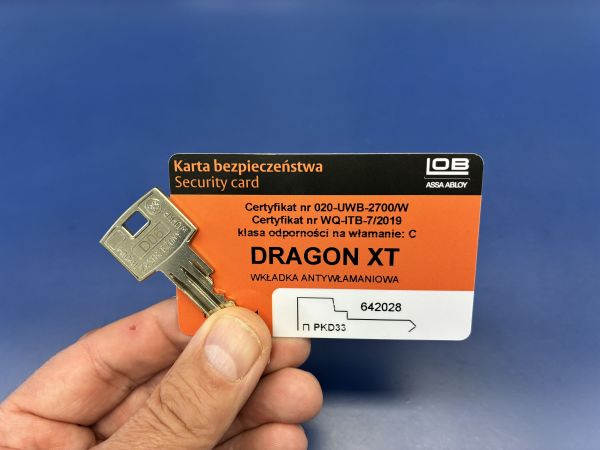 Karta bezpieczeństwa
Security card
LOB
ASSA ABLOY
Certyfikat nr 020-UWB-2700/W
Certyfikat nr WQ-ITB-7/2019
klasa odporności na włamanie: C
DRAGON XT
WKŁADKA ANTYWŁAMANIOWA
642028
PKD33